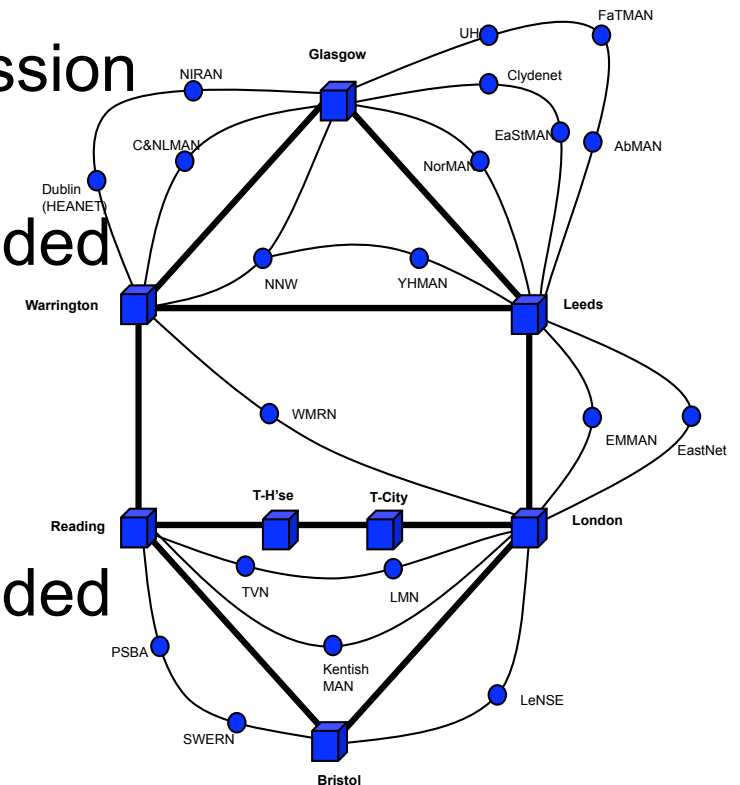 FaTMAN
UHI
Glasgow
ssion
NIRAN
Clydenet
C&NLMAN
EaStMAN
AbMAN
NorMAN
Dublin
(HEANET)
ded
NNW
YHMAN
Warrington
Leeds
WMRN
EMMAN
EastNet
T-H'se
T-City
Reading
London
ded
TVN
LMN
PSBA
Kentish
MAN
LeNSE
SWERN
Bristol